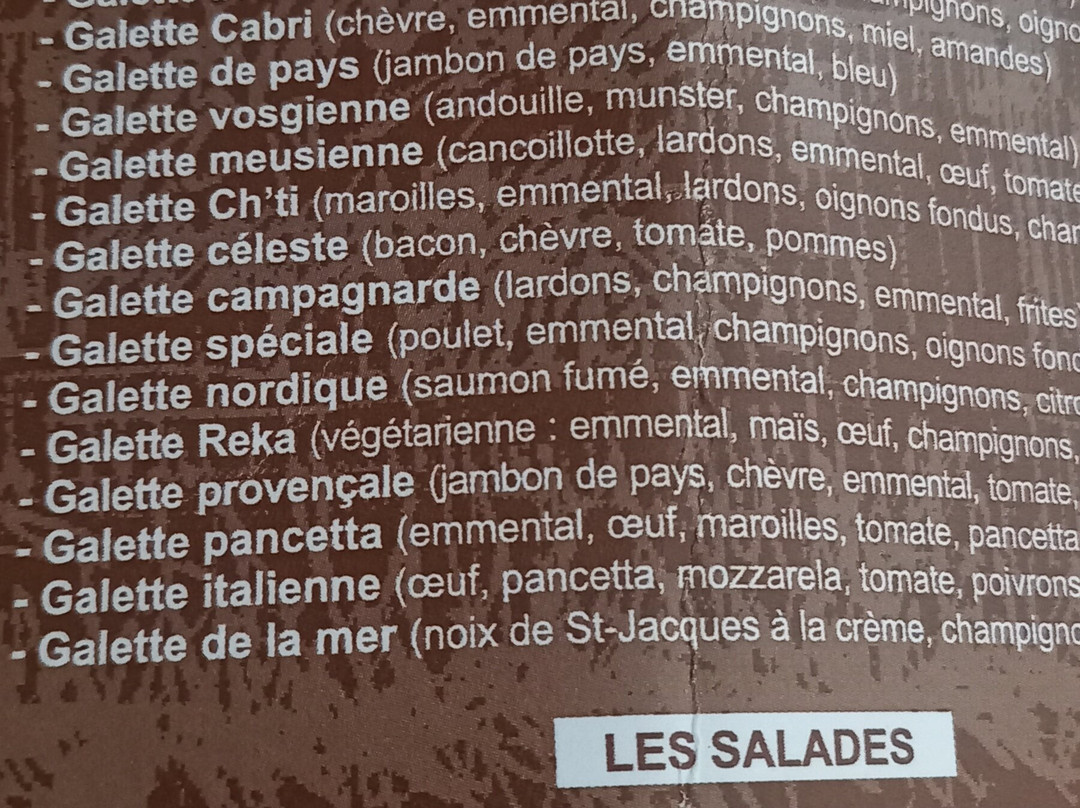 - Galette Cabri (chèvre, emmental, champignons, miel, amandes)
- Galette de pays (jambon de pays, emmental, bleu)
- Galette vosgienne (andouille, munster, champignons, emmental)
- Galette meusienne (cancoillotte, lardons, emmental, œuf, tomate
- Galette Ch'ti (maroilles, emmental, lardons, oignons fondus,
- Galette céleste (bacon, chèvre, tomate, pommes)
- Galette campagnarde (lardons, champignons, emmental, frites)
- Galette spéciale (poulet, emmental, champignons, oignons
- Galette nordique (saumon fumé, emmental, champignons,
- Galette Reka (végétarienne : emmental, maïs, œuf, champignons,
- Galette provençale (jambon de pays, chèvre, emmental, tomate,
- Galette pancetta (emmental, œuf, maroilles, tomate, pancetta
- Galette italienne (œuf, pancetta, mozzarela, tomate, poivrons
- Galette de la mer (noix de St-Jacques à la crème,
LES SALADES